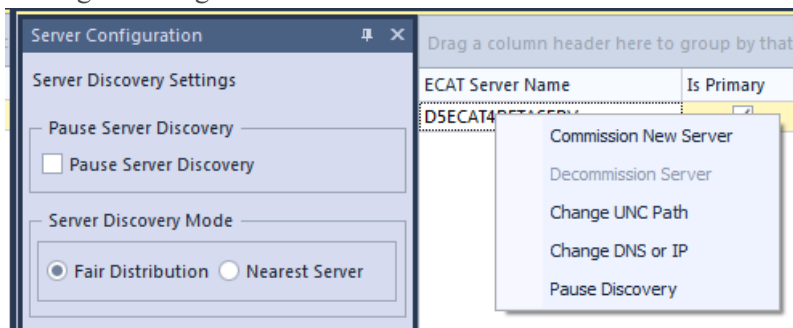 Server Configuration
Server Discovery Settings
Pause Server Discovery
Pause Server Discovery
Server Discovery Mode
Fair Distribution Nearest Server
Drag a column header here to group by that
ECAT Server Name Is Primary
Commission New Server
Decommission Server
Change UNC Path
Change DNS or IP
Pause Discovery